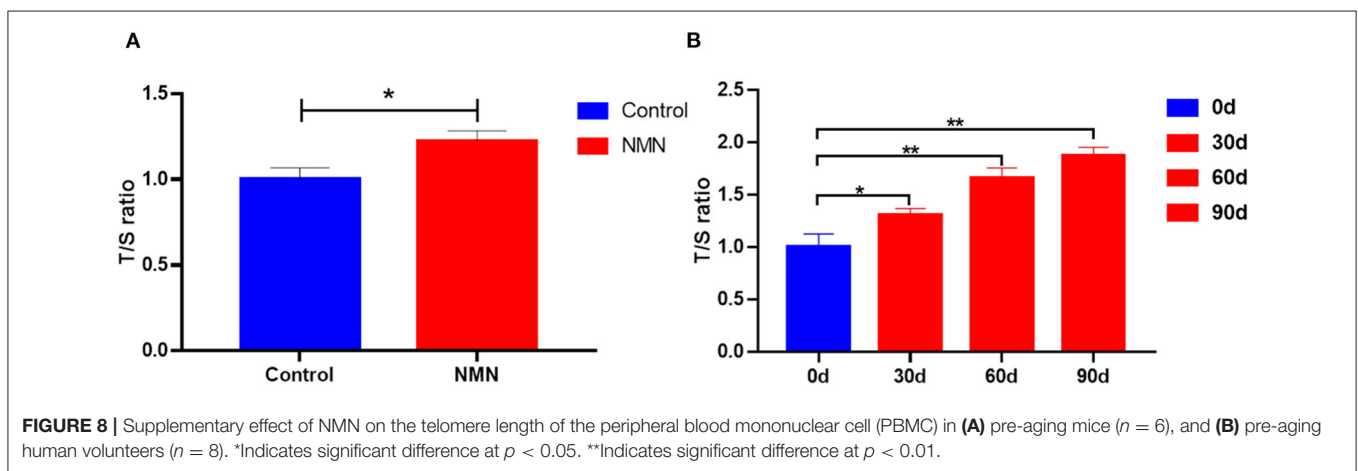 A
T/S ratio
1.5
1.0
0.5
0.0
*
Control
NMN
Control
NMN
B
T/S ratio
2.5
2.0
1.5
1.0
0.5
0.0
**
**
*
0d
30d
60d
90d
0d
30d
60d
90d
FIGURE 8 | Supplementary effect of NMN on the telomere length of the peripheral blood mononuclear cell (PBMC) in (A) pre-aging mice (n = 6), and (B) pre-aging
human volunteers (n = 8). *Indicates significant difference at p < 0.05. **Indicates significant difference at p < 0.01.